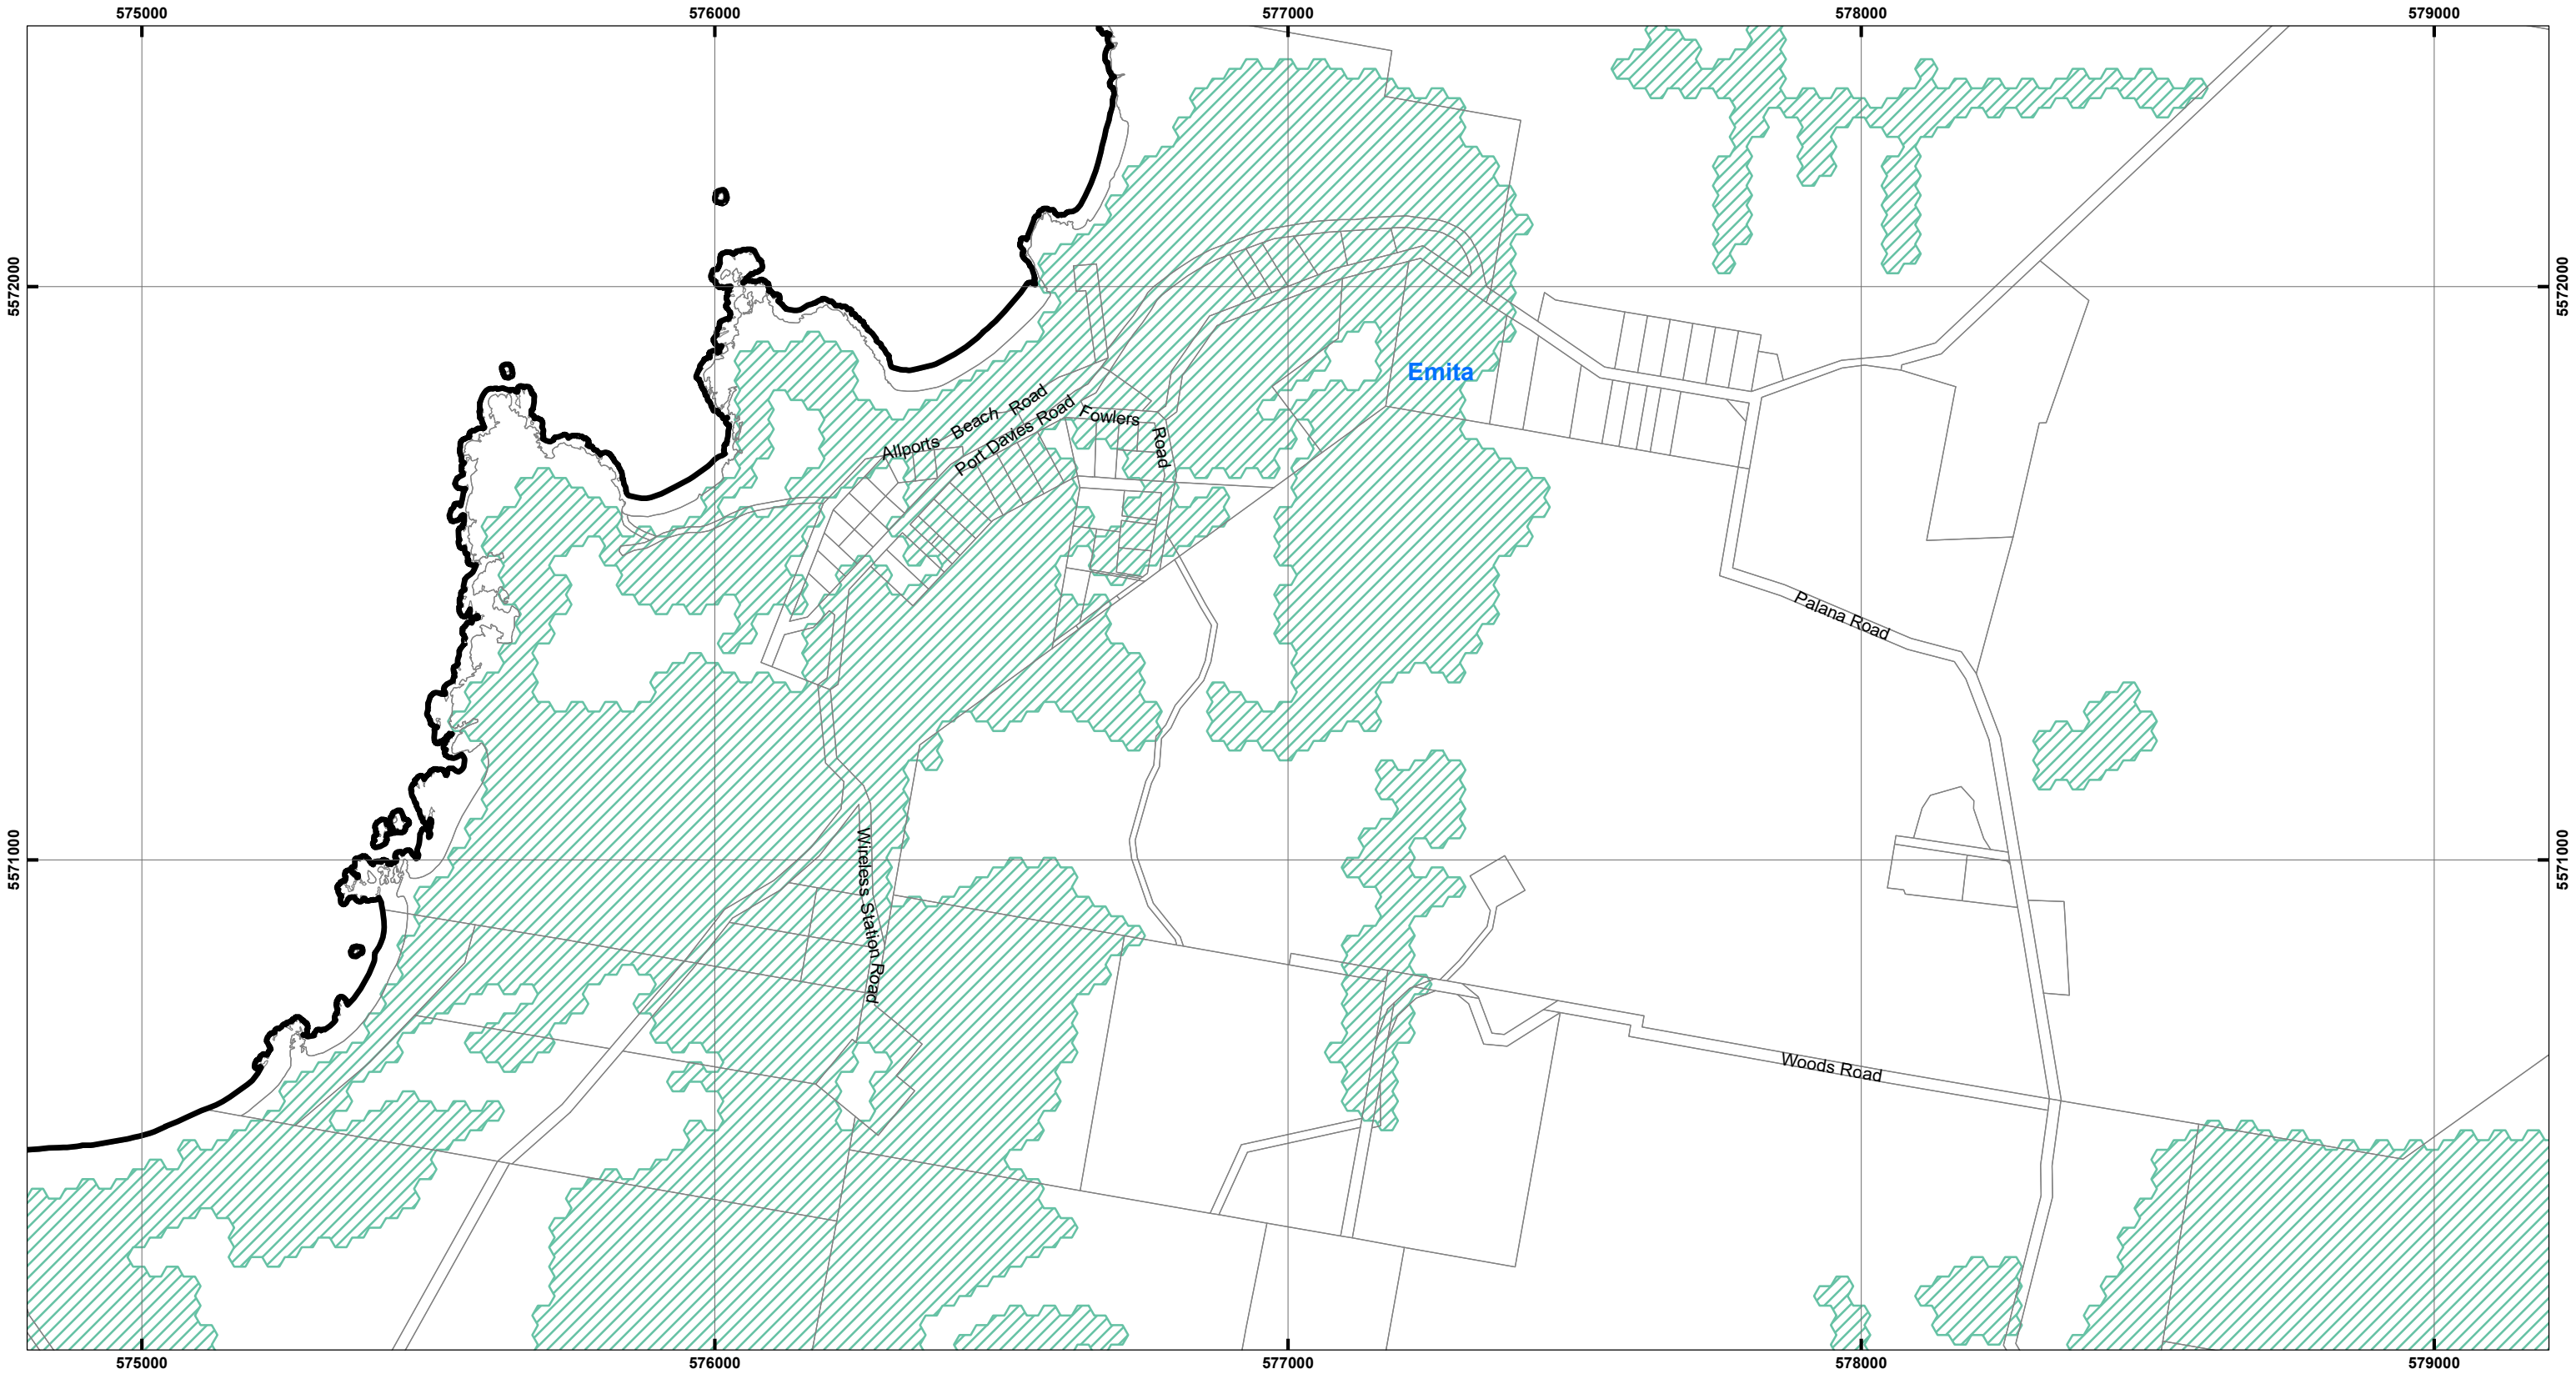 575000 576000 577000 578000 579000
5572000 5572000
Emita
Allports Beach Road
Port Davies Road
Fowlers Road
Palana Road
5571000 5571000
Wireless Station Road
Woods Road
575000 576000 577000 578000 579000